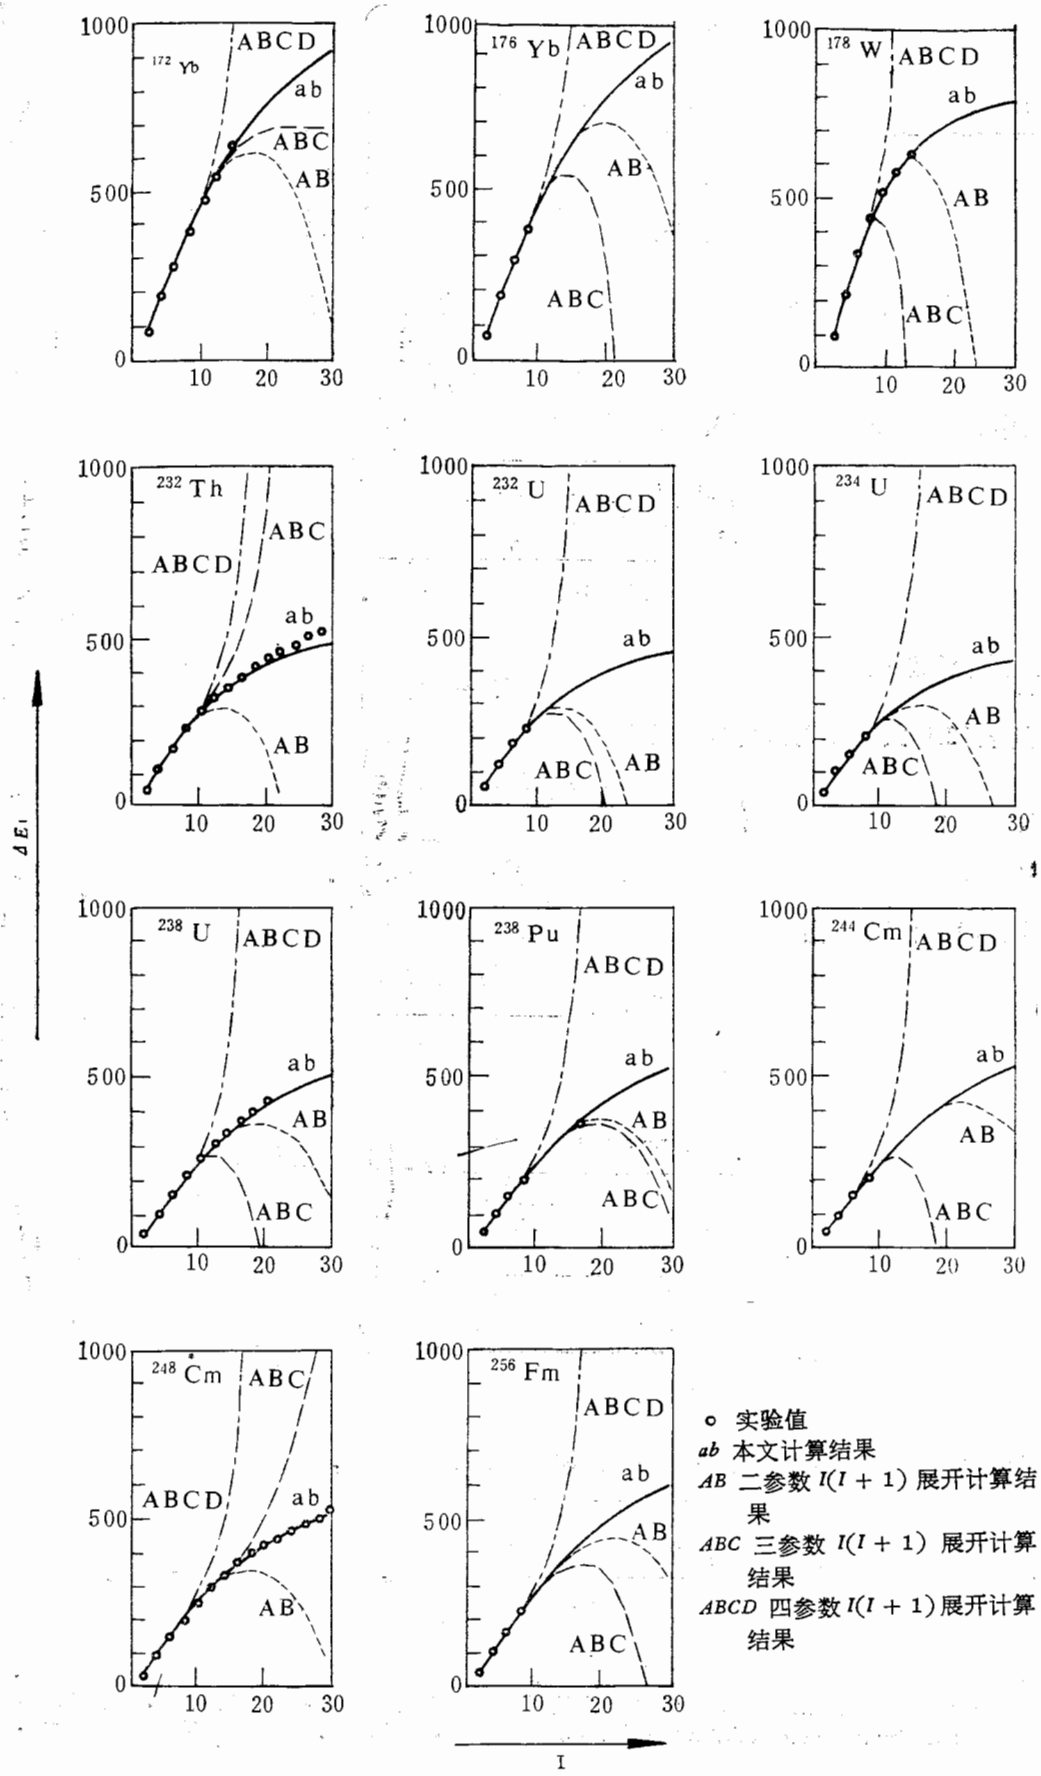 1000
172 Yb
ABCD
ab
ABC
AB
500
0
10 20 30
1000
176 Yb
ABCD
ab
AB
500
ABC
0
10 20 30
1000
178 W
ABCD
ab
500
AB
ABC
0
10 20 30
1000
232 Th
ABC
ABCD
ab
500
AB
0
10 20 30
1000
232 U
ABCD
500
ab
ABC
AB
0
10 20 30
1000
234 U
ABCD
500
ab
AB
ABC
0
10 20 30
ΔE_I
1000
238 U
ABCD
500
ab
AB
ABC
0
10 20 30
1000
238 Pu
ABCD
500
ab
AB
ABC
0
10 20 30
1000
244 Cm
ABCD
500
ab
AB
ABC
0
10 20 30
1000
248 Cm
ABC
ABCD
ab
500
AB
0
10 20 30
1000
256 Fm
ABCD
ab
500
AB
ABC
0
10 20 30
I
实验值
ab 本文计算结果
AB 二参数 I(I + 1) 展开计算结
果
ABC 三参数 I(I + 1) 展开计算
结果
ABCD 四参数 I(I + 1) 展开计算
结果